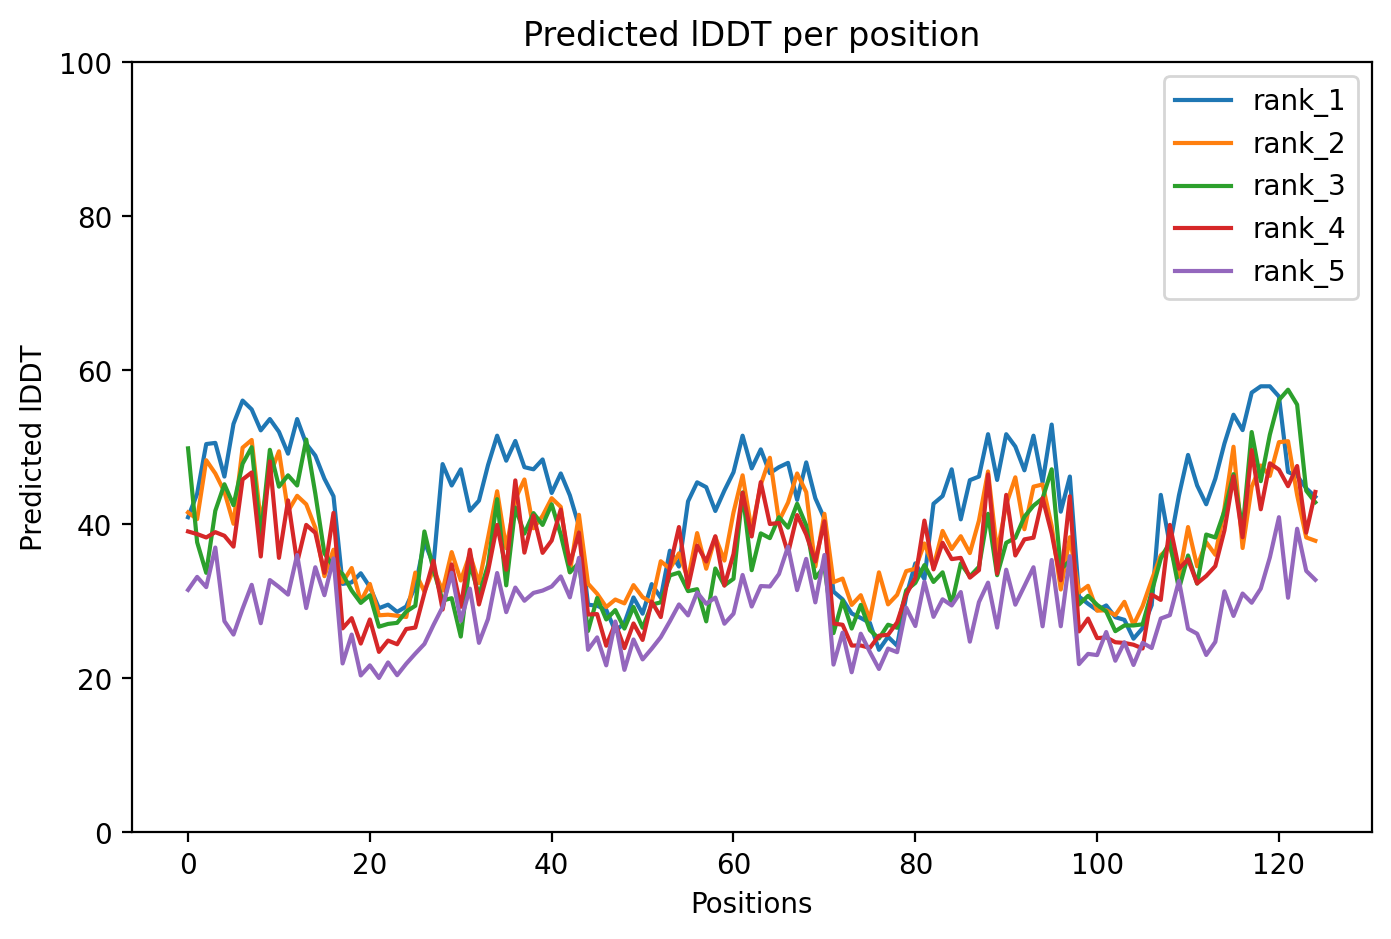 Predicted lDDT per position
100
80
60
40
20
0
Predicted lDDT
rank_1
rank_2
rank_3
rank_4
rank_5
0 20 40 60 80 100 120
Positions